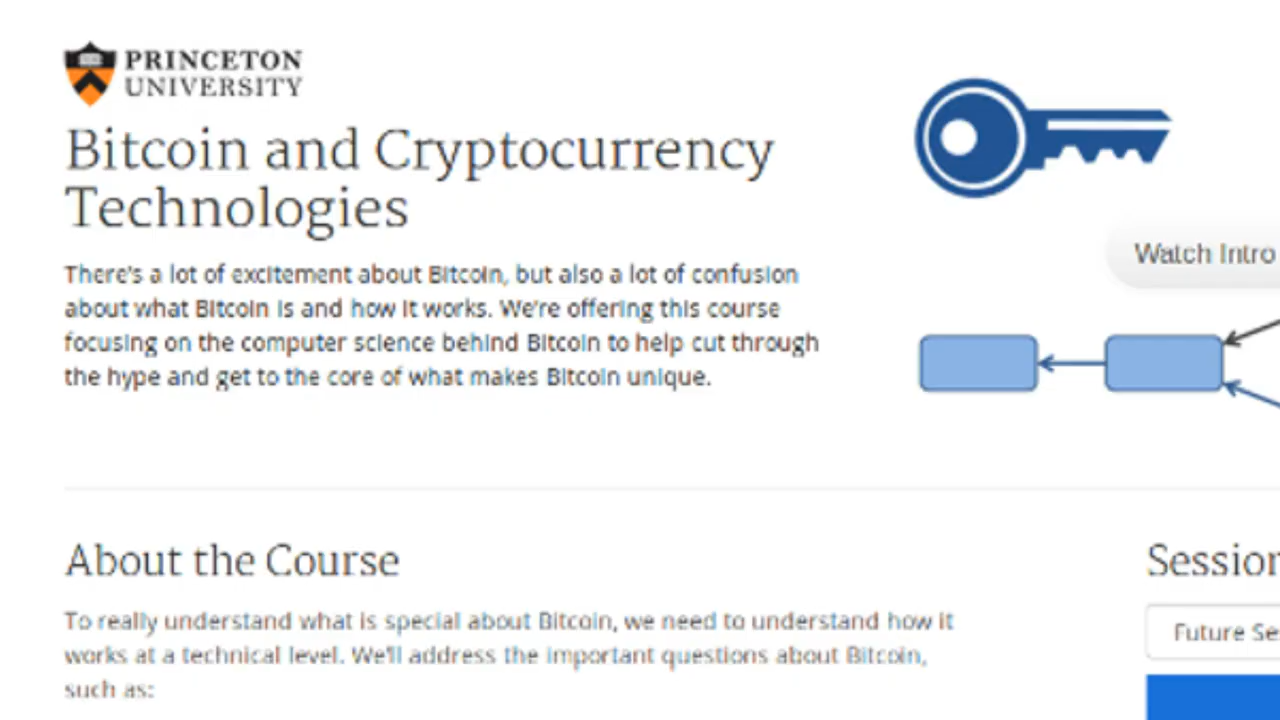 PRINCETON
UNIVERSITY
Bitcoin and Cryptocurrency
Technologies
There's a lot of excitement about Bitcoin, but also a lot of confusion
about what Bitcoin is and how it works. We're offering this course
focusing on the computer science behind Bitcoin to help cut through
the hype and get to the core of what makes Bitcoin unique.
Watch Intro
About the Course
To really understand what is special about Bitcoin, we need to understand how it
works at a technical level. We'll address the important questions about Bitcoin,
such as:
Session
Future Se